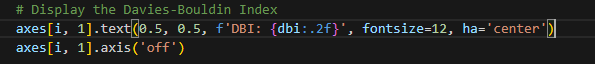 # Display the Davies-Bouldin Index
axes[i, 1].text(0.5, 0.5, f'DBI: {dbi:.2f}', fontsize=12, ha='center')
axes[i, 1].axis('off')